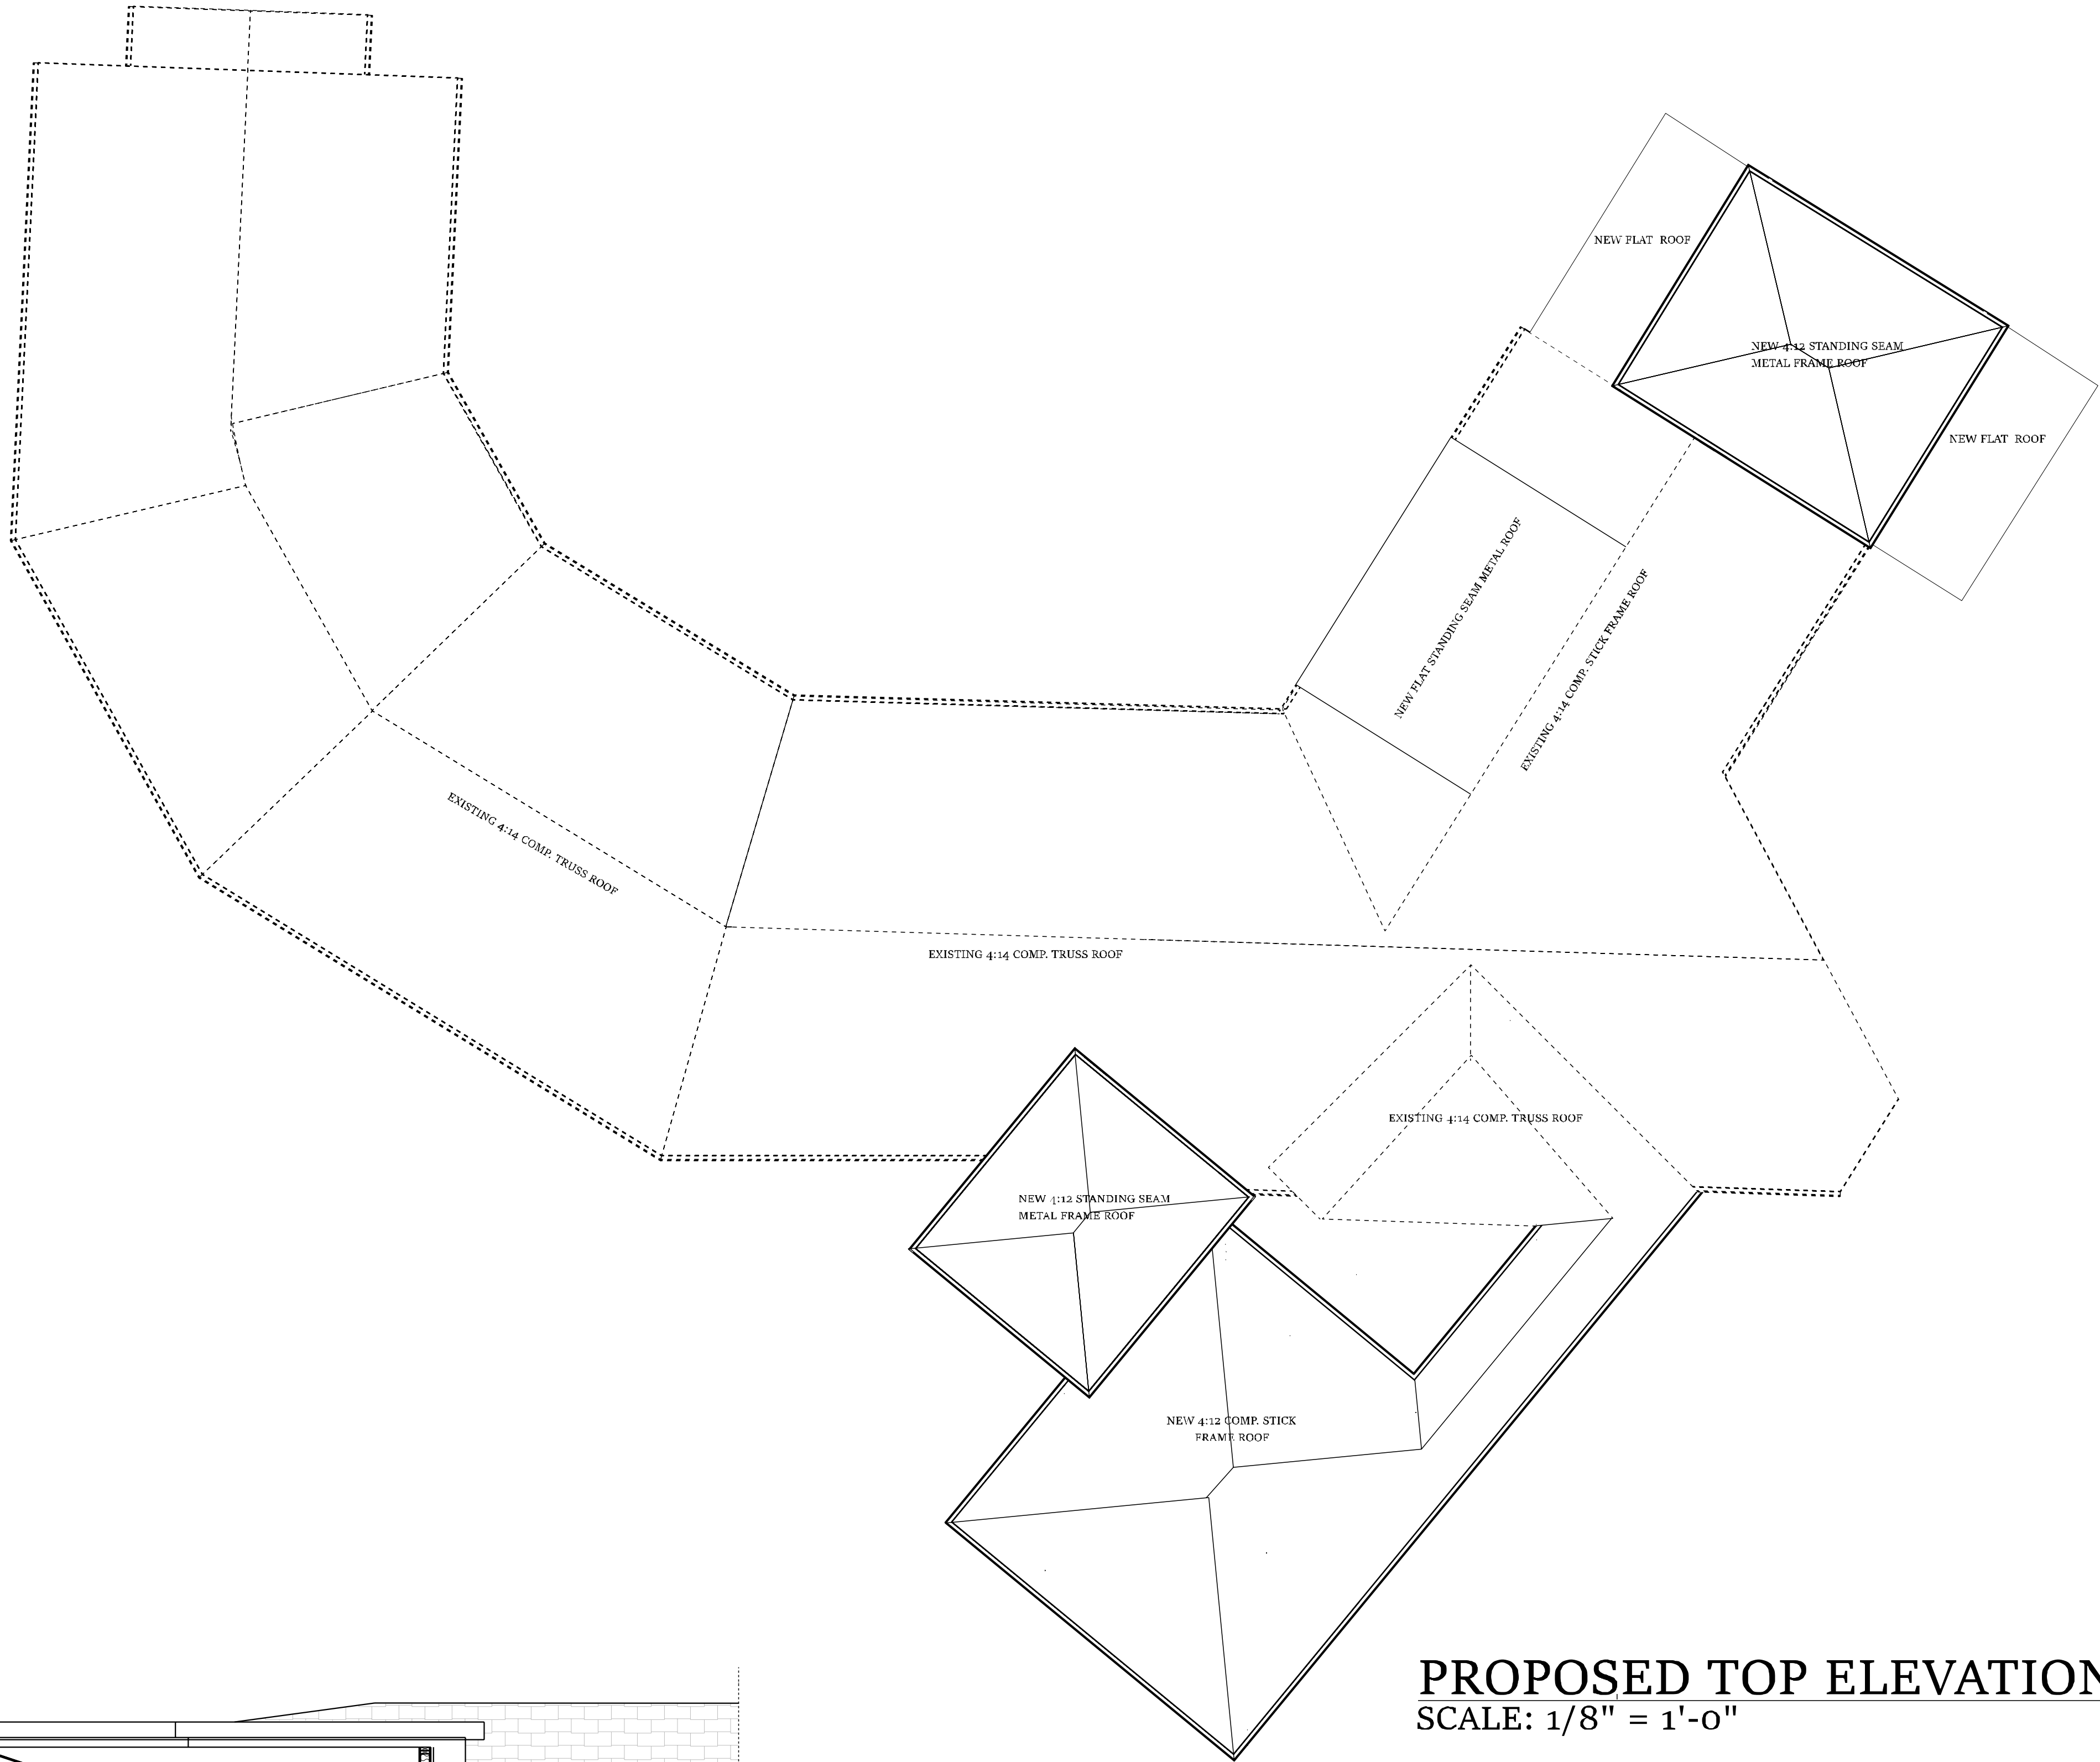 NEW FLAT ROOF
NEW 4:12 STANDING SEAM
METAL FRAME ROOF
NEW FLAT ROOF
NEW FLAT STANDING SEAM METAL ROOF
EXISTING 4:14 COMP. STICK FRAME ROOF
EXISTING 4:14 COMP. TRUSS ROOF
EXISTING 4:14 COMP. TRUSS ROOF
EXISTING 4:14 COMP. TRUSS ROOF
NEW 4:12 STANDING SEAM
METAL FRAME ROOF
NEW 4:12 COMP. STICK
FRAME ROOF
PROPOSED TOP ELEVATION
SCALE: 1/8" = 1'-0"